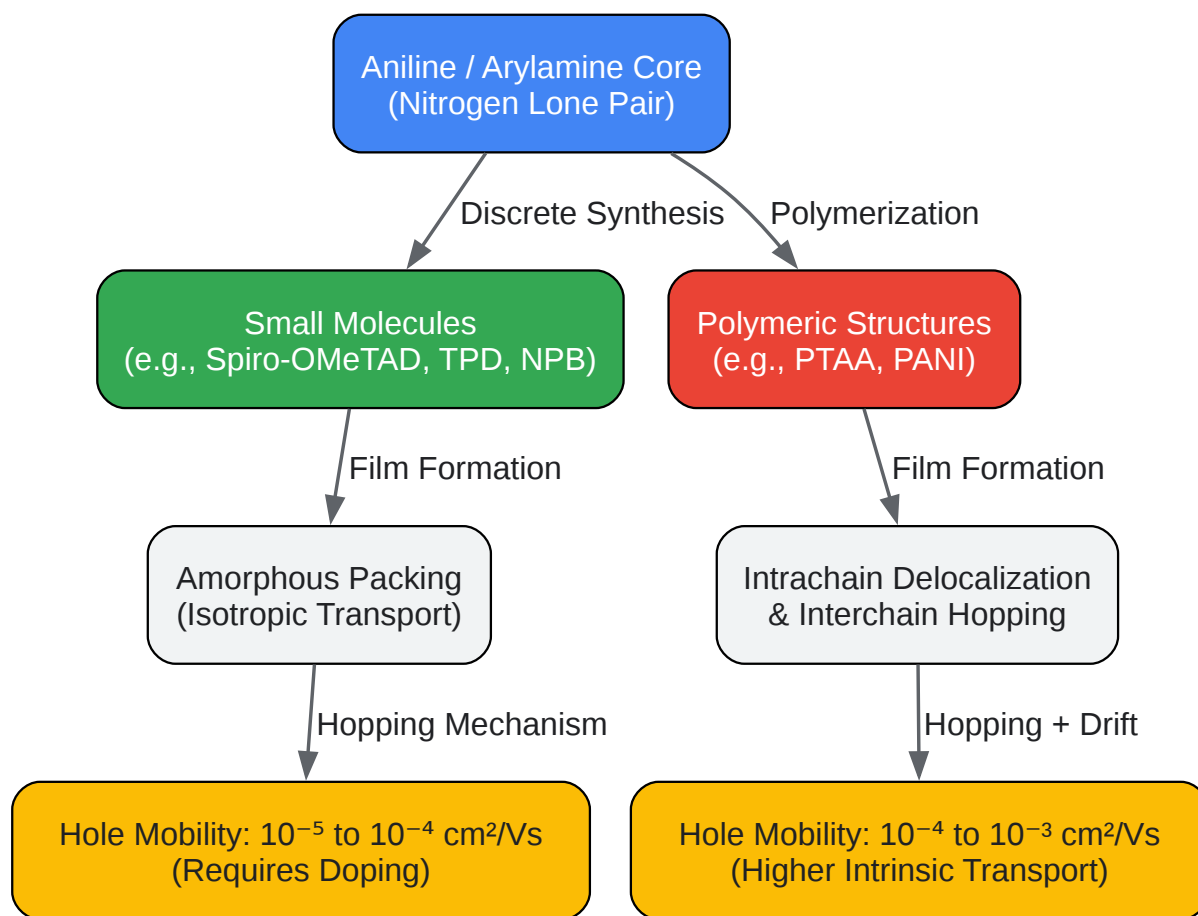 Aniline / Arylamine Core
(Nitrogen Lone Pair)
Discrete Synthesis
Polymerization
Small Molecules
(e.g., Spiro-OMeTAD, TPD, NPB)
Polymeric Structures
(e.g., PTAA, PANI)
Film Formation
Film Formation
Amorphous Packing
(Isotropic Transport)
Intrachain Delocalization
& Interchain Hopping
Hopping Mechanism
Hopping + Drift
Hole Mobility: 10⁻⁵ to 10⁻⁴ cm²/Vs
(Requires Doping)
Hole Mobility: 10⁻⁴ to 10⁻³ cm²/Vs
(Higher Intrinsic Transport)